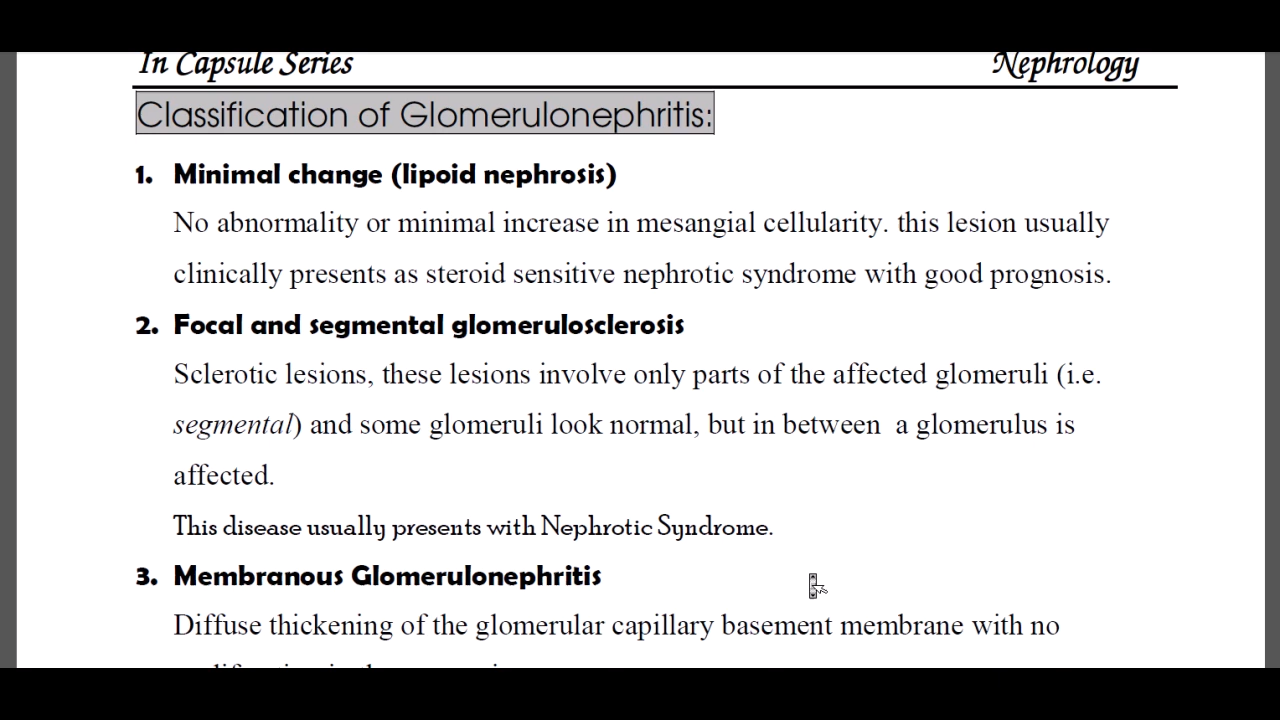 In Capsule Series Nephrology
Classification of Glomerulonephritis:
1. Minimal change (lipoid nephrosis)
No abnormality or minimal increase in mesangial cellularity. this lesion usually
clinically presents as steroid sensitive nephrotic syndrome with good prognosis.
2. Focal and segmental glomerulosclerosis
Sclerotic lesions, these lesions involve only parts of the affected glomeruli (i.e.
segmental) and some glomeruli look normal, but in between a glomerulus is
affected.
This disease usually presents with Nephrotic Syndrome.
3. Membranous Glomerulonephritis
Diffuse thickening of the glomerular capillary basement membrane with no